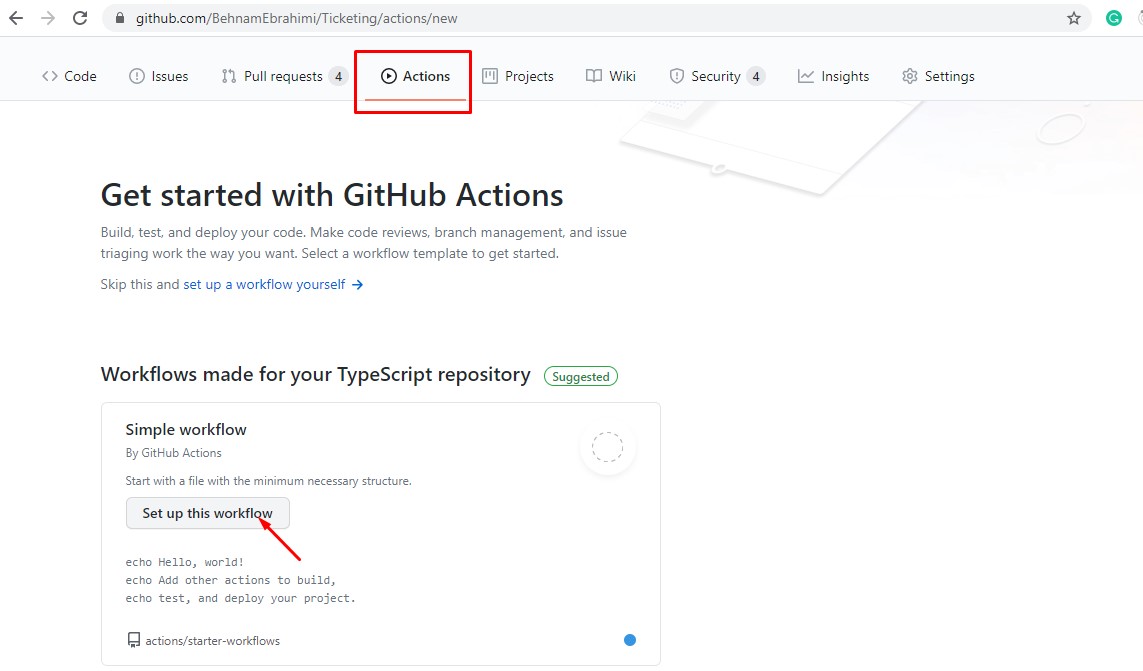 github.com/BehnamEbrahimi/Ticketing/actions/new
<> Code Issues Pull requests 4 Actions Projects Wiki Security 4 Insights Settings
Get started with GitHub Actions
Build, test, and deploy your code. Make code reviews, branch management, and issue
triaging work the way you want. Select a workflow template to get started.
Skip this and set up a workflow yourself →
Workflows made for your TypeScript repository Suggested
Simple workflow
By GitHub Actions
Start with a file with the minimum necessary structure.
Set up this workflow
echo Hello, world!
echo Add other actions to build,
echo test, and deploy your project.
actions/starter-workflows